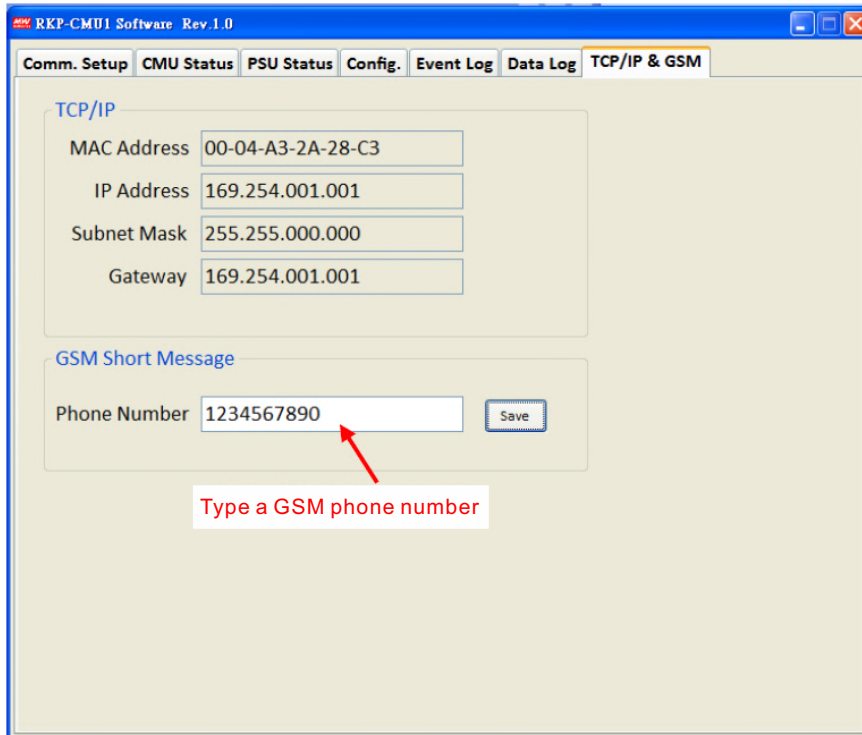 MW RKP-CMU1 Software Rev.1.0
Comm. Setup CMU Status PSU Status Config. Event Log Data Log TCP/IP & GSM
TCP/IP
MAC Address 00-04-A3-2A-28-C3
IP Address 169.254.001.001
Subnet Mask 255.255.000.000
Gateway 169.254.001.001
GSM Short Message
Phone Number 1234567890 Save
Type a GSM phone number